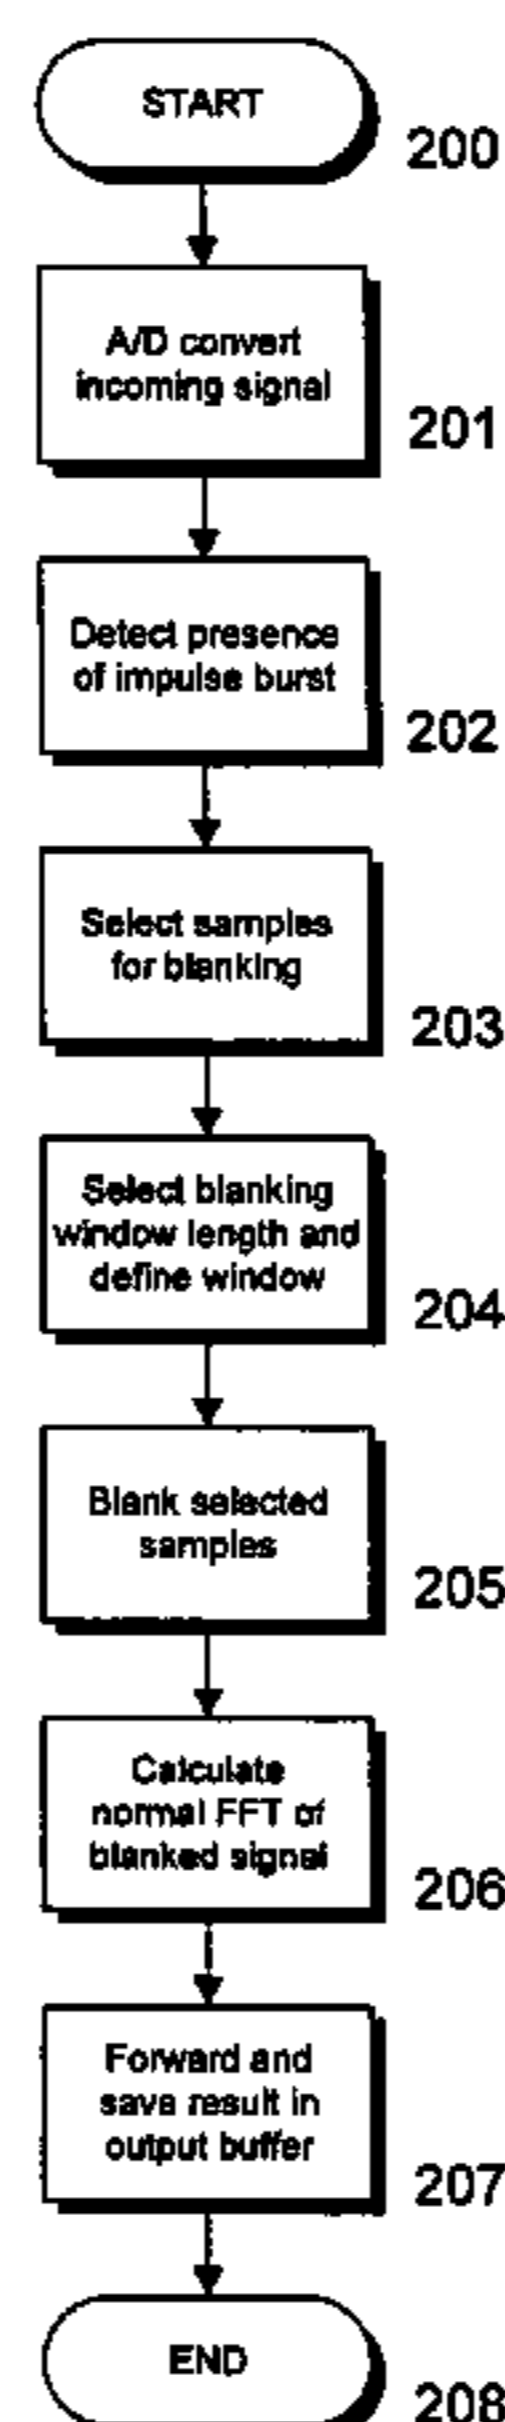 START
200
A/D convert
incoming signal
201
Detect presence
of impulse burst
202
Select samples
for blanking
203
Select blanking
window length and
define window
204
Blank selected
samples
205
Calculate
normal FFT of
blanked signal
206
Forward and
save result in
output buffer
207
END
208